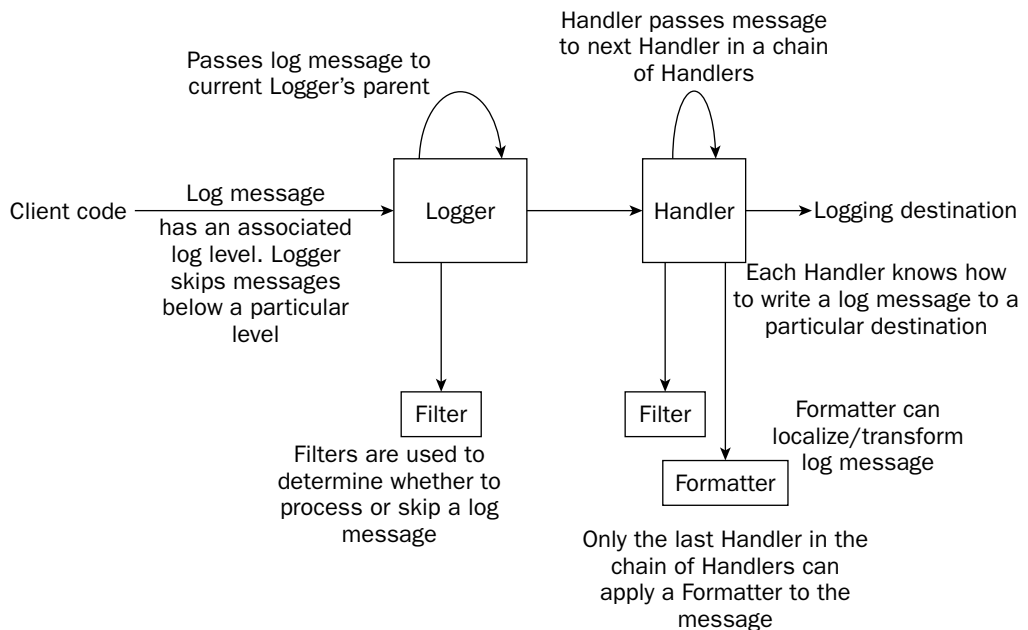 Handler passes message
to next Handler in a chain
of Handlers
Passes log message to
current Logger's parent
Client code
Log message
has an associated
log level. Logger
skips messages
below a particular
level
Logger
Handler
Logging destination
Each Handler knows how
to write a log message to a
particular destination
Filter
Filters are used to
determine whether to
process or skip a log
message
Filter
Formatter can
localize/transform
log message
Formatter
Only the last Handler in the
chain of Handlers can
apply a Formatter to the
message